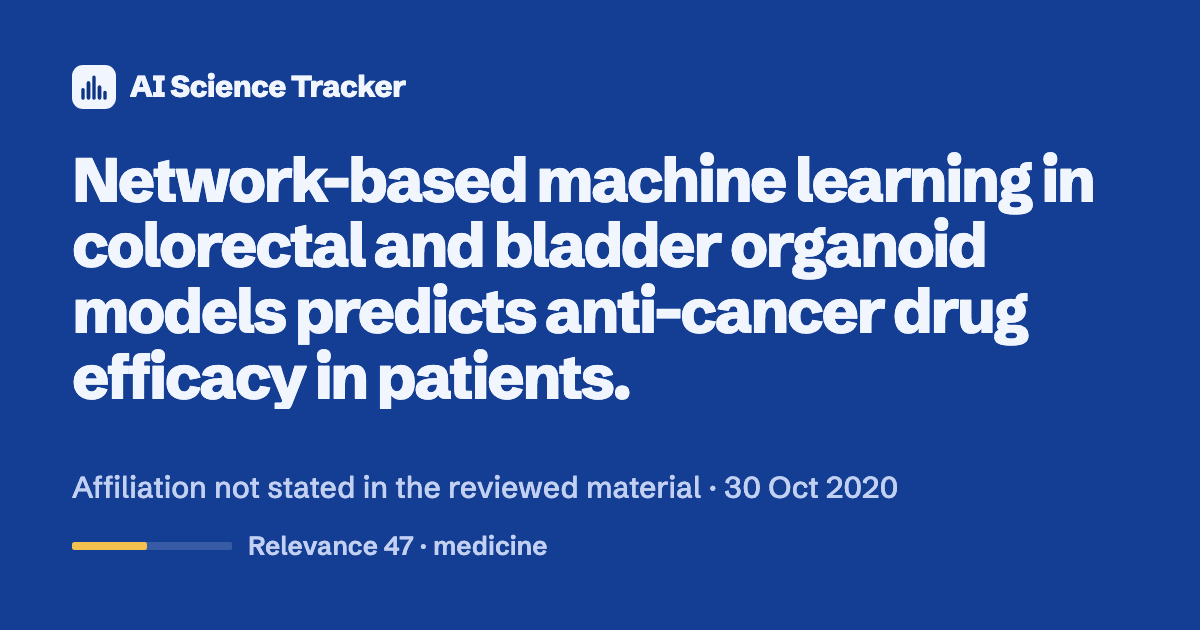 AI Science Tracker
Network-based machine learning in
colorectal and bladder organoid
models predicts anti-cancer drug
efficacy in patients.
Affiliation not stated in the reviewed material · 30 Oct 2020
Relevance 47 · medicine